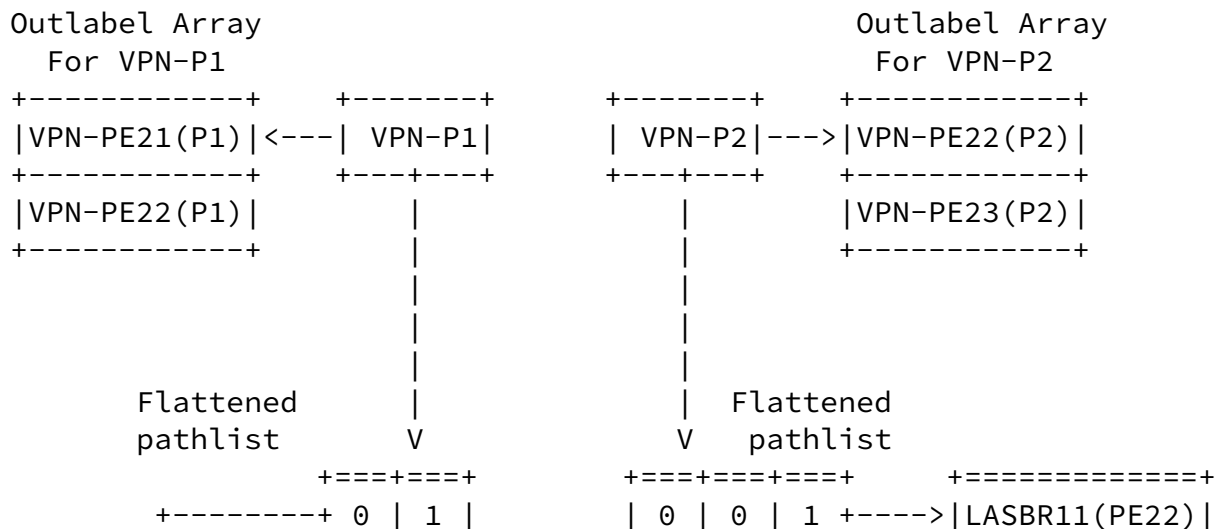 Outlabel Array                             Outlabel Array
  For VPN-P1                                For VPN-P2
+------------+    +-------+       +-------+    +------------+
|VPN-PE21(P1)|<---| VPN-P1|       | VPN-P2|--->|VPN-PE22(P2)|
+------------+    +---+---+       +---+---+    +------------+
|VPN-PE22(P1)|        |               |        |VPN-PE23(P2)|
+------------+        |               |        +------------+
                      |               |
                      |               |
                      |               |
       Flattened      |               |  Flattened
       pathlist       V               V   pathlist
                 +===+===+        +===+===+===+     +=============+
        +--------+ 0 | 1 |        | 0 | 0 | 1 +---->|LASBR11(PE22)|